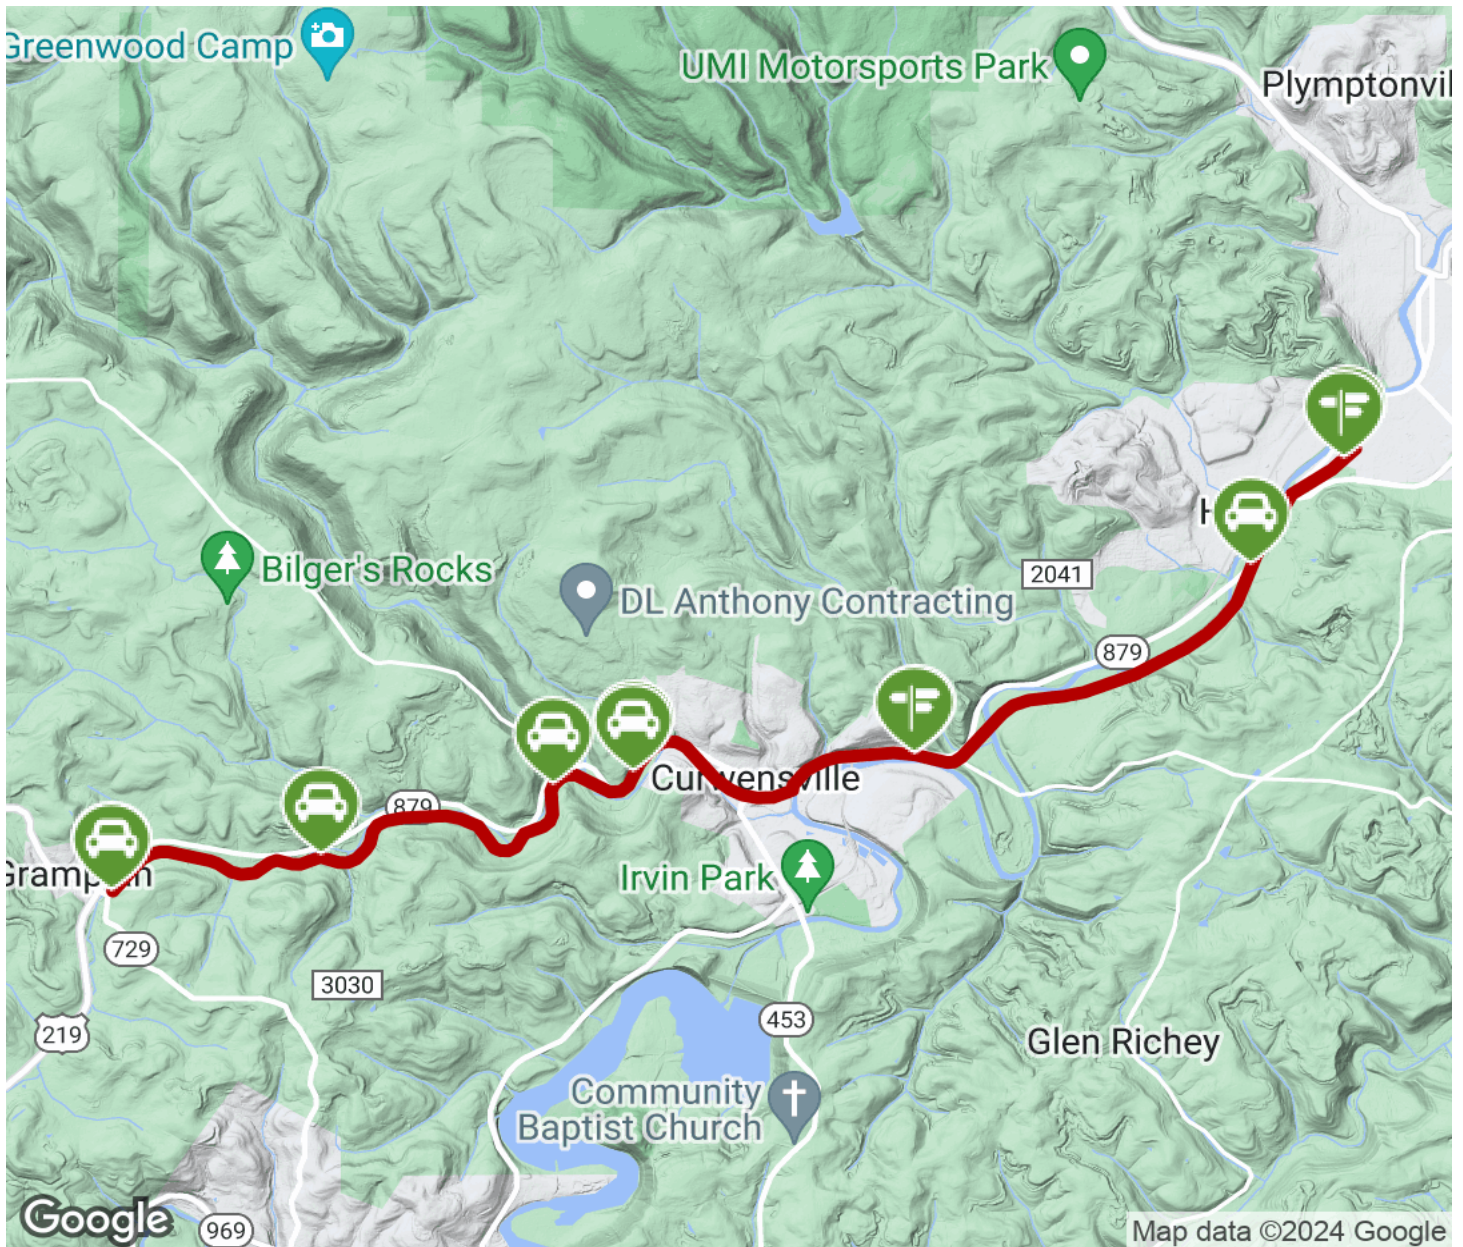 Greenwood Camp
UMI Motorsports Park
Plymptonvil
2041
Bilger's Rocks
DL Anthony Contracting
879
Curwensville
879
Irvin Park
729
3030
219
453
Glen Richey
Community
Baptist Church
969
Google
Map data ©2024 Google